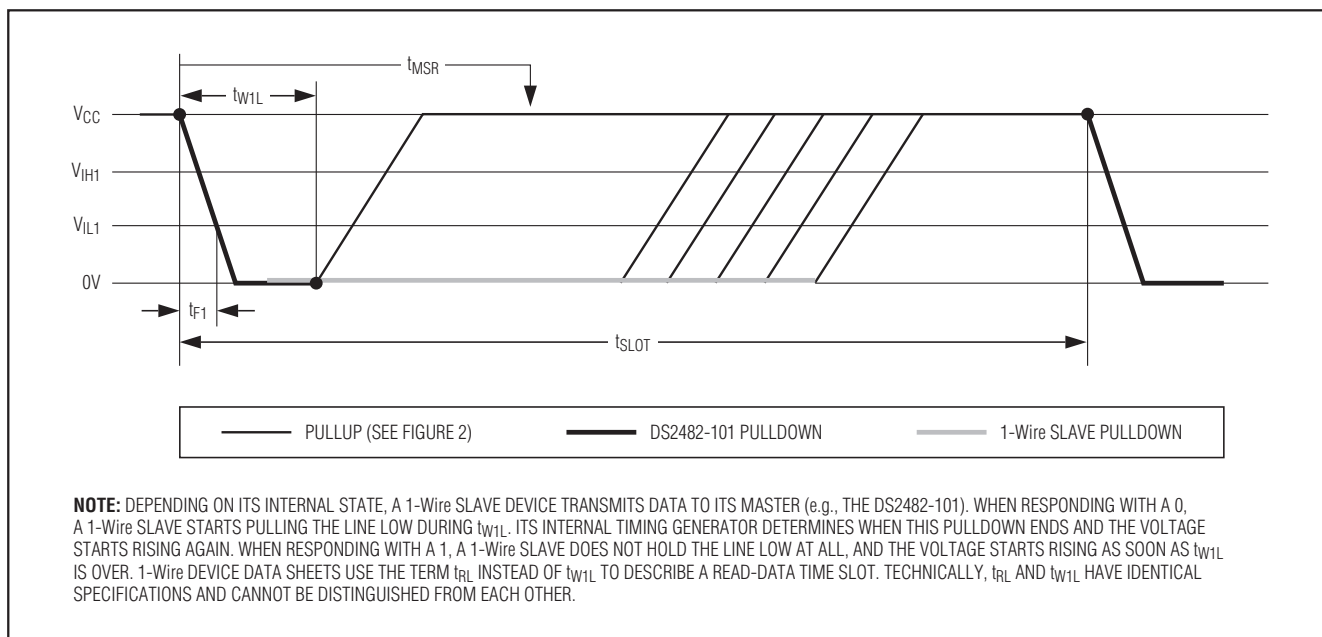 tMSR
tW1L
VCC
VIH1
VIL1
0V
tF1
tSLOT
PULLUP (SEE FIGURE 2) DS2482-101 PULLDOWN 1-Wire SLAVE PULLDOWN
NOTE: DEPENDING ON ITS INTERNAL STATE, A 1-Wire SLAVE DEVICE TRANSMITS DATA TO ITS MASTER (e.g., THE DS2482-101). WHEN RESPONDING WITH A 0,
A 1-Wire SLAVE STARTS PULLING THE LINE LOW DURING tW1L. ITS INTERNAL TIMING GENERATOR DETERMINES WHEN THIS PULLDOWN ENDS AND THE VOLTAGE
STARTS RISING AGAIN. WHEN RESPONDING WITH A 1, A 1-Wire SLAVE DOES NOT HOLD THE LINE LOW AT ALL, AND THE VOLTAGE STARTS RISING AS SOON AS tW1L
IS OVER. 1-Wire DEVICE DATA SHEETS USE THE TERM tRL INSTEAD OF tW1L TO DESCRIBE A READ-DATA TIME SLOT. TECHNICALLY, tRL AND tW1L HAVE IDENTICAL
SPECIFICATIONS AND CANNOT BE DISTINGUISHED FROM EACH OTHER.